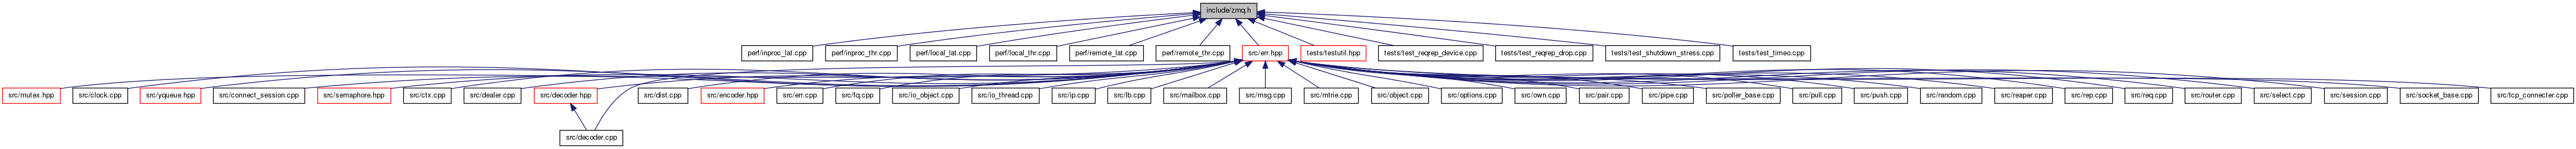 include/zmq.h
perf/inproc_lat.cpp
perf/inproc_thr.cpp
perf/local_lat.cpp
perf/local_thr.cpp
perf/remote_lat.cpp
perf/remote_thr.cpp
src/err.hpp
tests/testutil.hpp
tests/test_reqrep_device.cpp
tests/test_reqrep_drop.cpp
tests/test_shutdown_stress.cpp
tests/test_timeo.cpp
src/mutex.hpp
src/clock.cpp
src/yqueue.hpp
src/connect_session.cpp
src/semaphore.hpp
src/ctx.cpp
src/dealer.cpp
src/decoder.hpp
src/dist.cpp
src/encoder.hpp
src/err.cpp
src/fq.cpp
src/io_object.cpp
src/io_thread.cpp
src/ip.cpp
src/lb.cpp
src/mailbox.cpp
src/msg.cpp
src/mtrie.cpp
src/object.cpp
src/options.cpp
src/own.cpp
src/pair.cpp
src/pipe.cpp
src/poller_base.cpp
src/pull.cpp
src/push.cpp
src/random.cpp
src/reaper.cpp
src/rep.cpp
src/req.cpp
src/router.cpp
src/select.cpp
src/session.cpp
src/socket_base.cpp
src/tcp_connecter.cpp
src/decoder.cpp